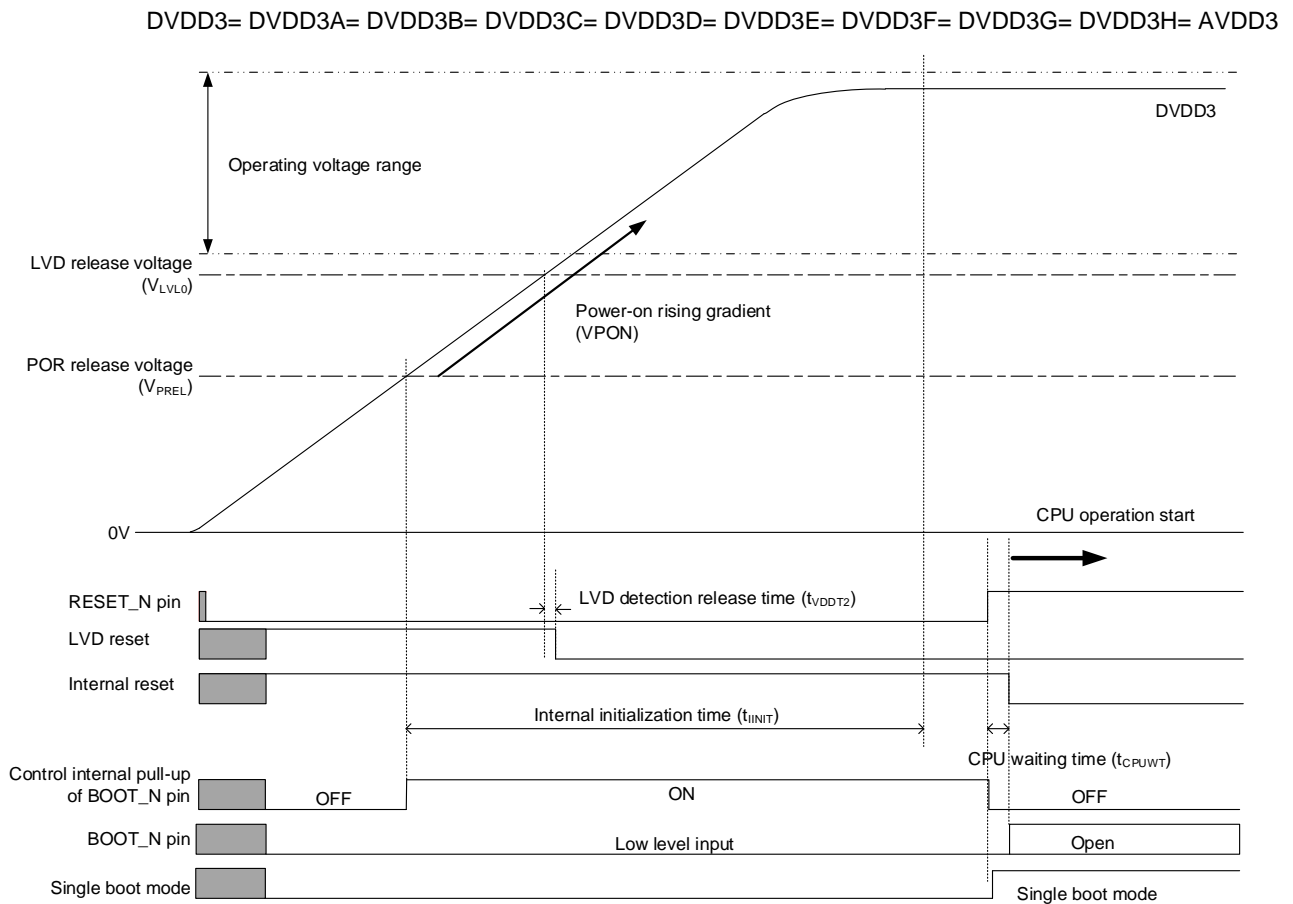 DVDD3= DVDD3A= DVDD3B= DVDD3C= DVDD3D= DVDD3E= DVDD3F= DVDD3G= DVDD3H= AVDD3
DVDD3
Operating voltage range
LVD release voltage
(VLVL0)
Power-on rising gradient
(VPON)
POR release voltage
(VPREL)
0V
CPU operation start
RESET_N pin
LVD detection release time (tVDDT2)
LVD reset
Internal reset
Internal initialization time (tIINIT)
CPU waiting time (tCPUWT)
Control internal pull-up
of BOOT_N pin
OFF
ON
OFF
BOOT_N pin
Low level input
Open
Single boot mode
Single boot mode